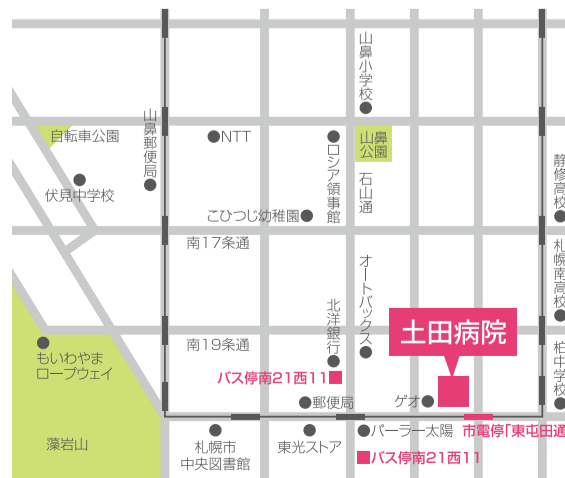 山鼻小学校
自転車公園
山鼻郵便局
NTT
ロシア領事館
山鼻
公園
石山通
伏見中学校
静修高校
こひつじ幼稚園
南17条通
札幌南高校
オートバックス
北洋銀行
土田病院
南19条通
もいわやま
ロープウェイ
柏中学校
バス停南21西11
郵便局
ゲオ
藻岩山
札幌市
中央図書館
東光ストア
パーラー太陽
市電停「東屯田通
バス停南21西11